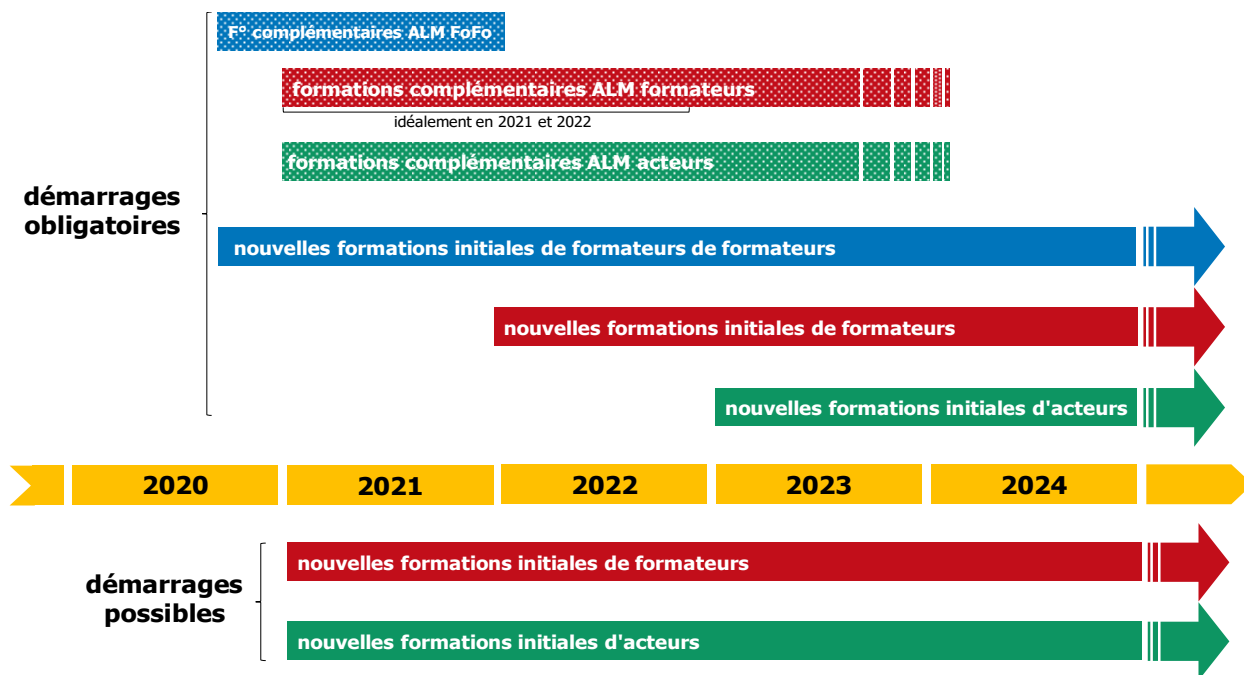 F° complémentaires ALM FoFo
formations complémentaires ALM formateurs
idéalement en 2021 et 2022
formations complémentaires ALM acteurs
démarrages
obligatoires
nouvelles formations initiales de formateurs de formateurs
nouvelles formations initiales de formateurs
nouvelles formations initiales d'acteurs
2020
2021
2022
2023
2024
démarrages
possibles
nouvelles formations initiales de formateurs
nouvelles formations initiales d'acteurs